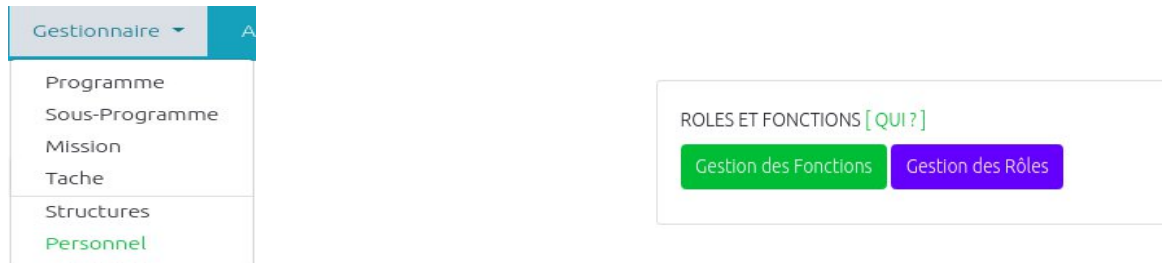 Gestionnaire
A
Programme
Sous-Programme
Mission
Tache
Structures
Personnel
ROLES ET FONCTIONS [ QUI ? ]
Gestion des Fonctions Gestion des Rôles